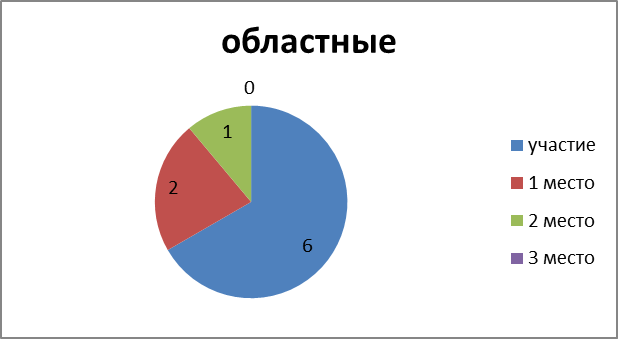 областные
0
1
2
6
участие
1 место
2 место
3 место